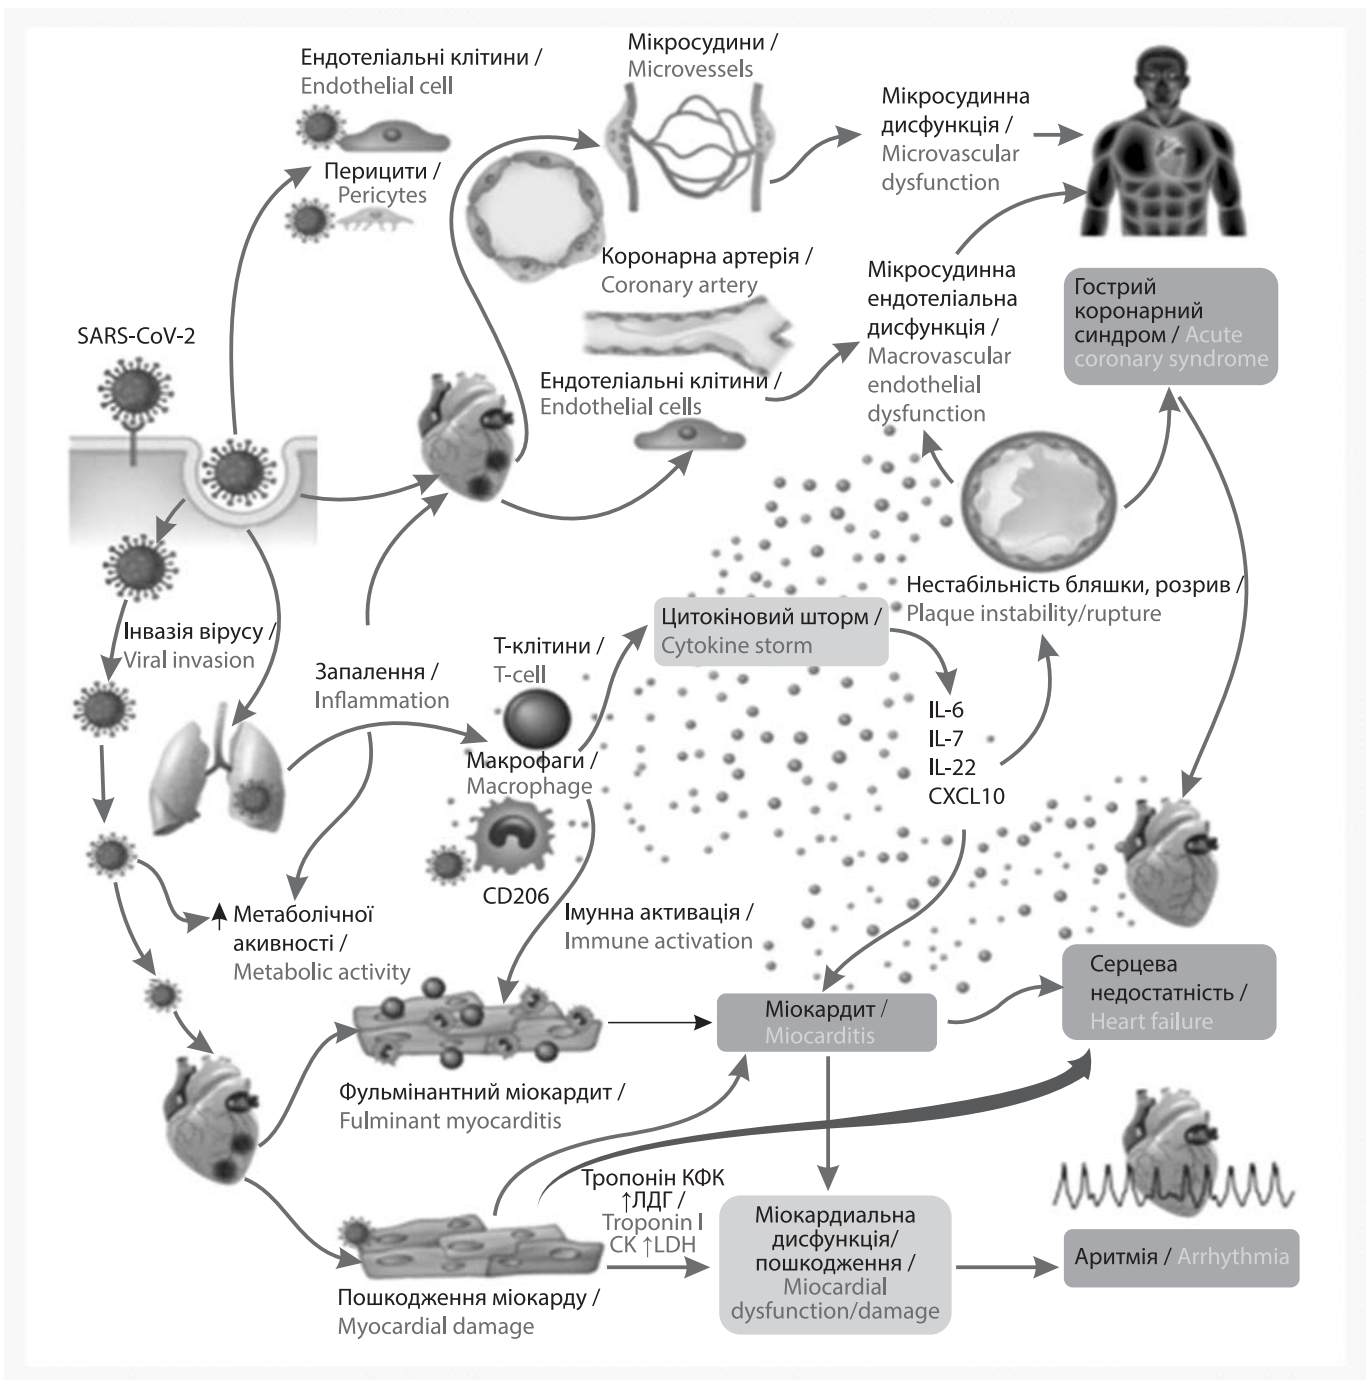 Ендотеліальні клітини /
Endothelial cell
Перицити /
Pericytes
Мікросудини /
Microvessels
Мікросудинна
дисфункція /
Microvascular
dysfunction
Коронарна артерія /
Coronary artery
Ендотеліальні клітини /
Endothelial cells
Мікросудинна
ендотеліальна
дисфункція /
Macrovascular
endothelial
dysfunction
Гострий
коронарний
синдром / Acute
coronary syndrome
SARS-CoV-2
Інвазія вірусу /
Viral invasion
Запалення /
Inflammation
Т-клітини /
T-cell
Макрофаги /
Macrophage
CD206
Цитокіновий шторм /
Cytokine storm
Нестабільність бляшки, розрив /
Plaque instability/rupture
IL-6
IL-7
IL-22
CXCL10
Метаболічної
акивності /
Metabolic activity
Імунна активація /
Immune activation
Фульмінантний міокардит /
Fulminant myocarditis
Міокардит /
Miocarditis
Серцева
недостатність /
Heart failure
Тропонін КФК
↑ЛДГ /
Troponin I
CK ↑LDH
Пошкодження міокарду /
Myocardial damage
Міокардиальна
дисфункція/
пошкодження /
Miocardial
dysfunction/damage
Аритмія / Arrhythmia